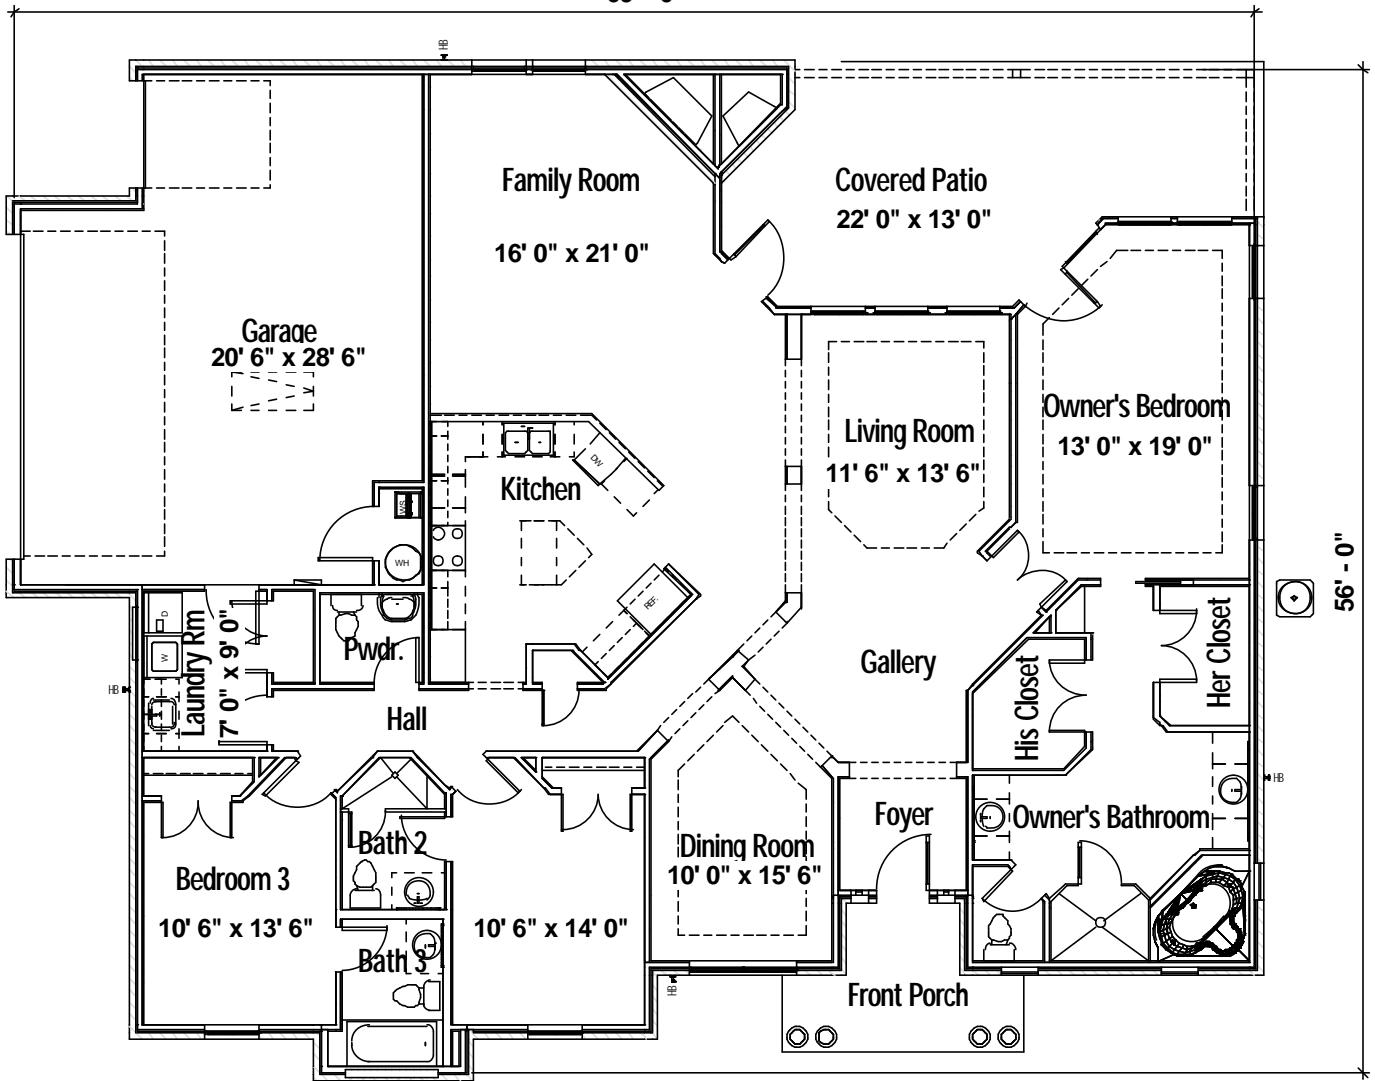 HB
Family Room
16' 0" x 21' 0"
Covered Patio
22' 0" x 13' 0"
Garage
20' 6" x 28' 6"
Owner's Bedroom
13' 0" x 19' 0"
Living Room
11' 6" x 13' 6"
DW
Kitchen
WS
WH
REF.
56' - 0"
D
W
Laundry Rm
7' 0" x 9' 0"
Pwdr.
HB
Hall
Gallery
His Closet
Her Closet
HB
Foyer
Owner's Bathroom
Bath 2
Dining Room
10' 0" x 15' 6"
Bedroom 3
10' 6" x 13' 6"
10' 6" x 14' 0"
Bath 3
HB
Front Porch